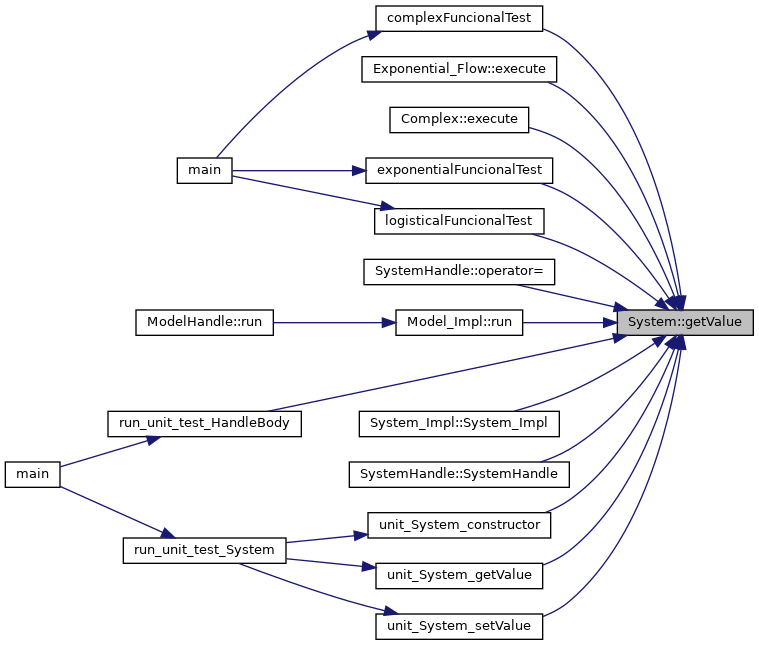 complexFuncionalTest
Exponential_Flow::execute
Complex::execute
main
exponentialFuncionalTest
logisticalFuncionalTest
SystemHandle::operator=
ModelHandle::run
Model_Impl::run
System::getValue
run_unit_test_HandleBody
System_Impl::System_Impl
main
SystemHandle::SystemHandle
unit_System_constructor
run_unit_test_System
unit_System_getValue
unit_System_setValue